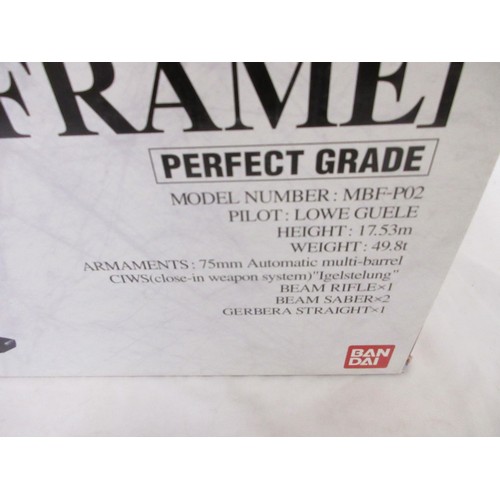 FRAME]
PERFECT GRADE
MODEL NUMBER : MBF-P02
PILOT : LOWE GUELE
HEIGHT : 17.53m
WEIGHT : 49.8t
ARMAMENTS : 75mm Automatic multi-barrel
CIWS(close-in weapon system)"Igelstelung"
BEAM RIFLE×1
BEAM SABER×2
GERBERA STRAIGHT×1
BAN
DAI